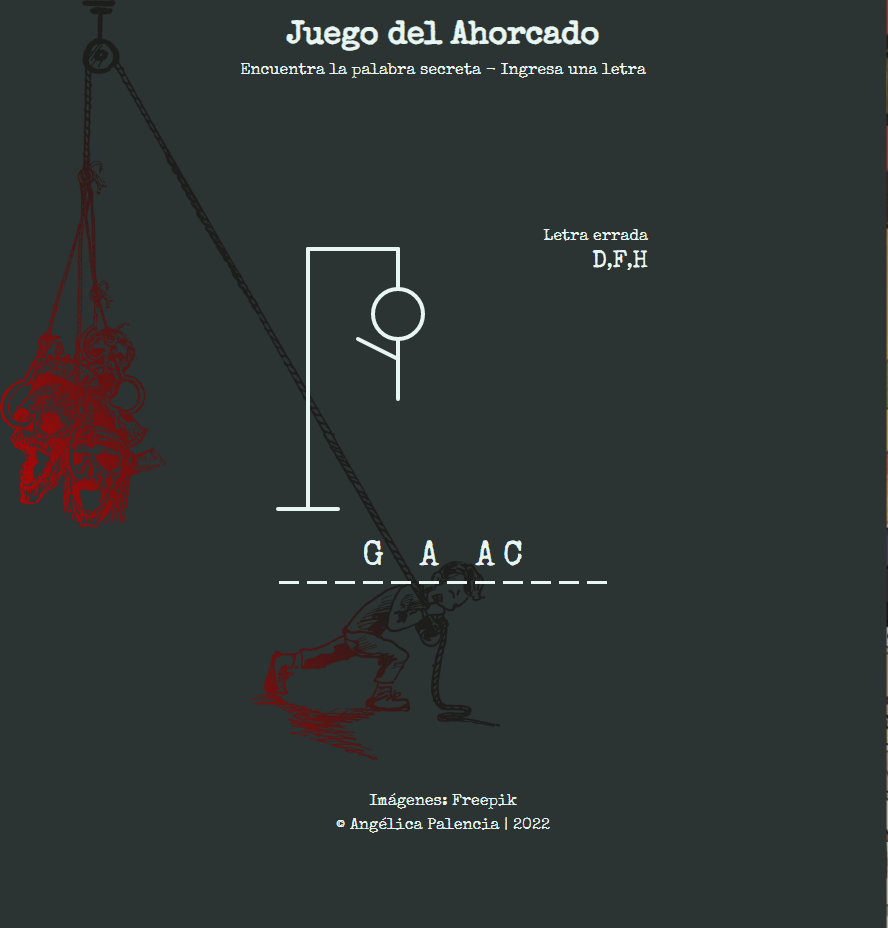 Juego del Ahorcado
Encuentra la palabra secreta - Ingresa una letra
Letra errada
D,F,H
G A AC
Imágenes: Freepik
© Angélica Palencia | 2022